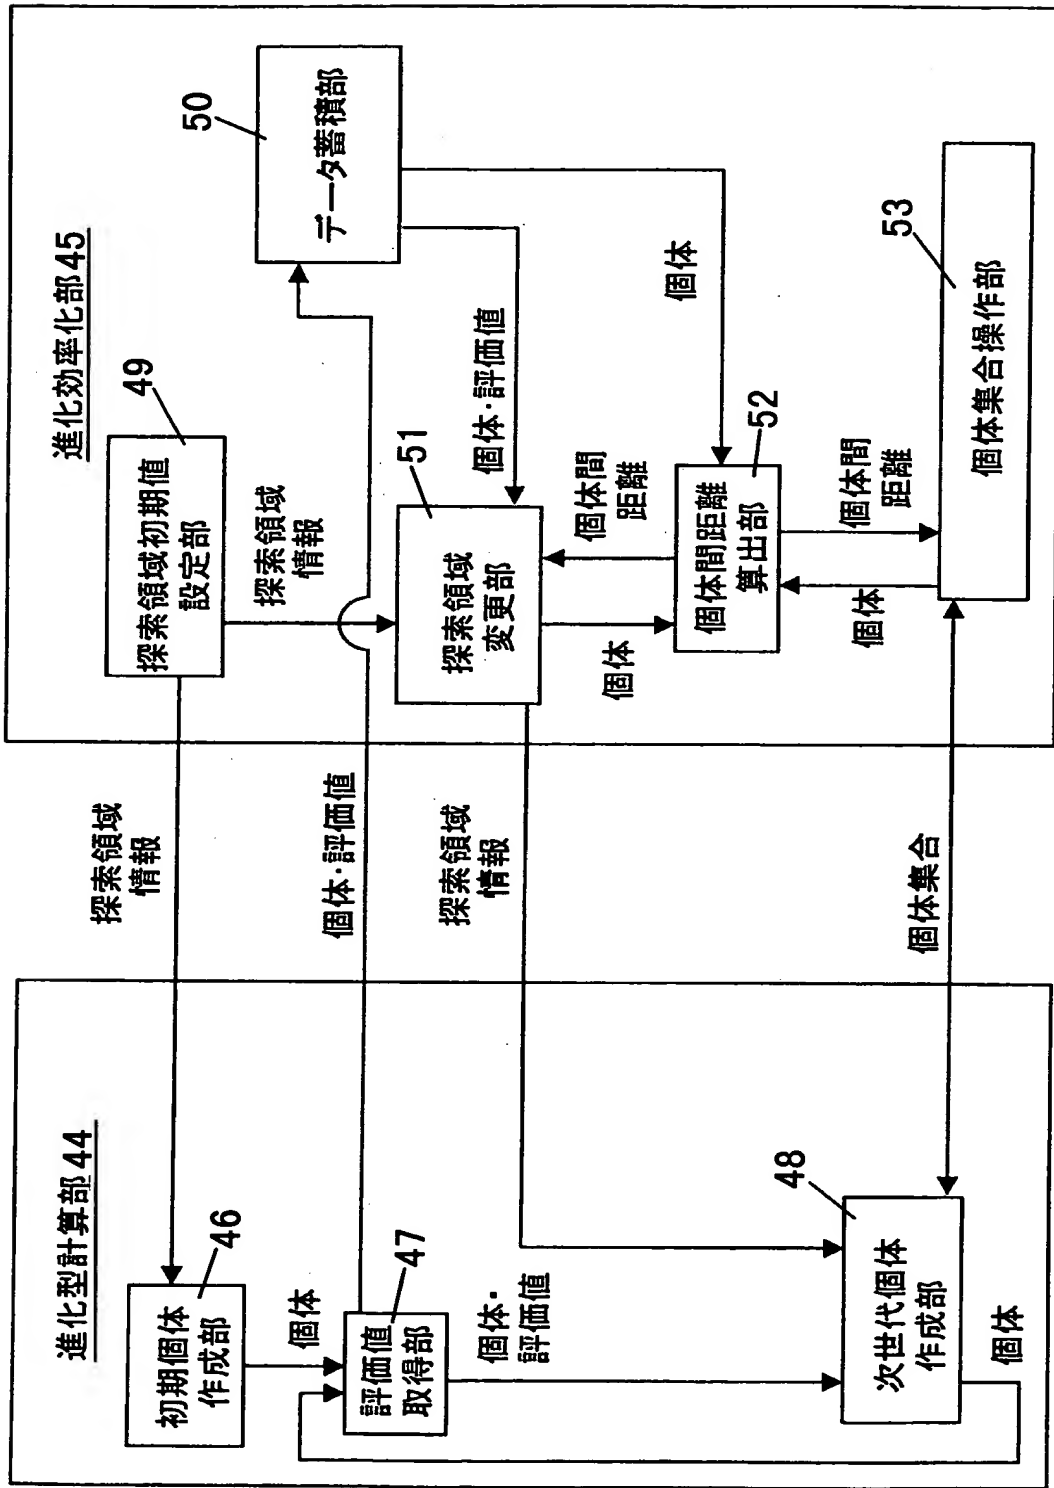 進化型計算部44
初期個体
作成部
46
個体
評価値
取得部
47
個体・
評価値
次世代個体
作成部
48
個体
探索領域
情報
個体・評価値
探索領域
情報
個体集合
進化効率化部45
探索領域初期値
設定部
49
探索領域
情報
データ蓄積部
50
探索領域
変更部
51
個体・評価値
個体
個体間
距離
個体
個体間距離
算出部
52
個体
個体間
距離
個体集合操作部
53